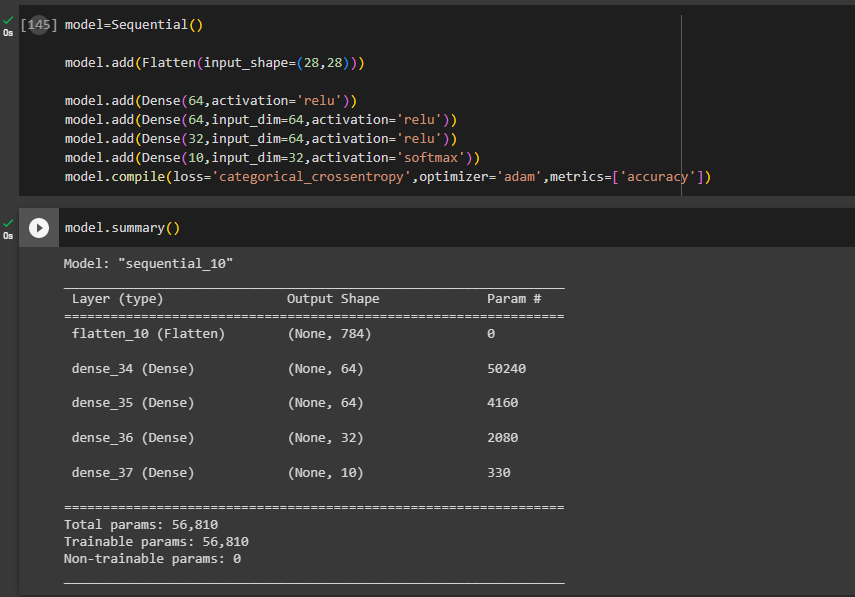 [145] model=Sequential()
0s
model.add(Flatten(input_shape=(28,28)))
model.add(Dense(64,activation='relu'))
model.add(Dense(64,input_dim=64,activation='relu'))
model.add(Dense(32,input_dim=64,activation='relu'))
model.add(Dense(10,input_dim=32,activation='softmax'))
model.compile(loss='categorical_crossentropy',optimizer='adam',metrics=['accuracy'])
model.summary()
0s
Model: "sequential_10"
Layer (type) Output Shape Param #
=================================================================
flatten_10 (Flatten) (None, 784) 0
dense_34 (Dense) (None, 64) 50240
dense_35 (Dense) (None, 64) 4160
dense_36 (Dense) (None, 32) 2080
dense_37 (Dense) (None, 10) 330
=================================================================
Total params: 56,810
Trainable params: 56,810
Non-trainable params: 0